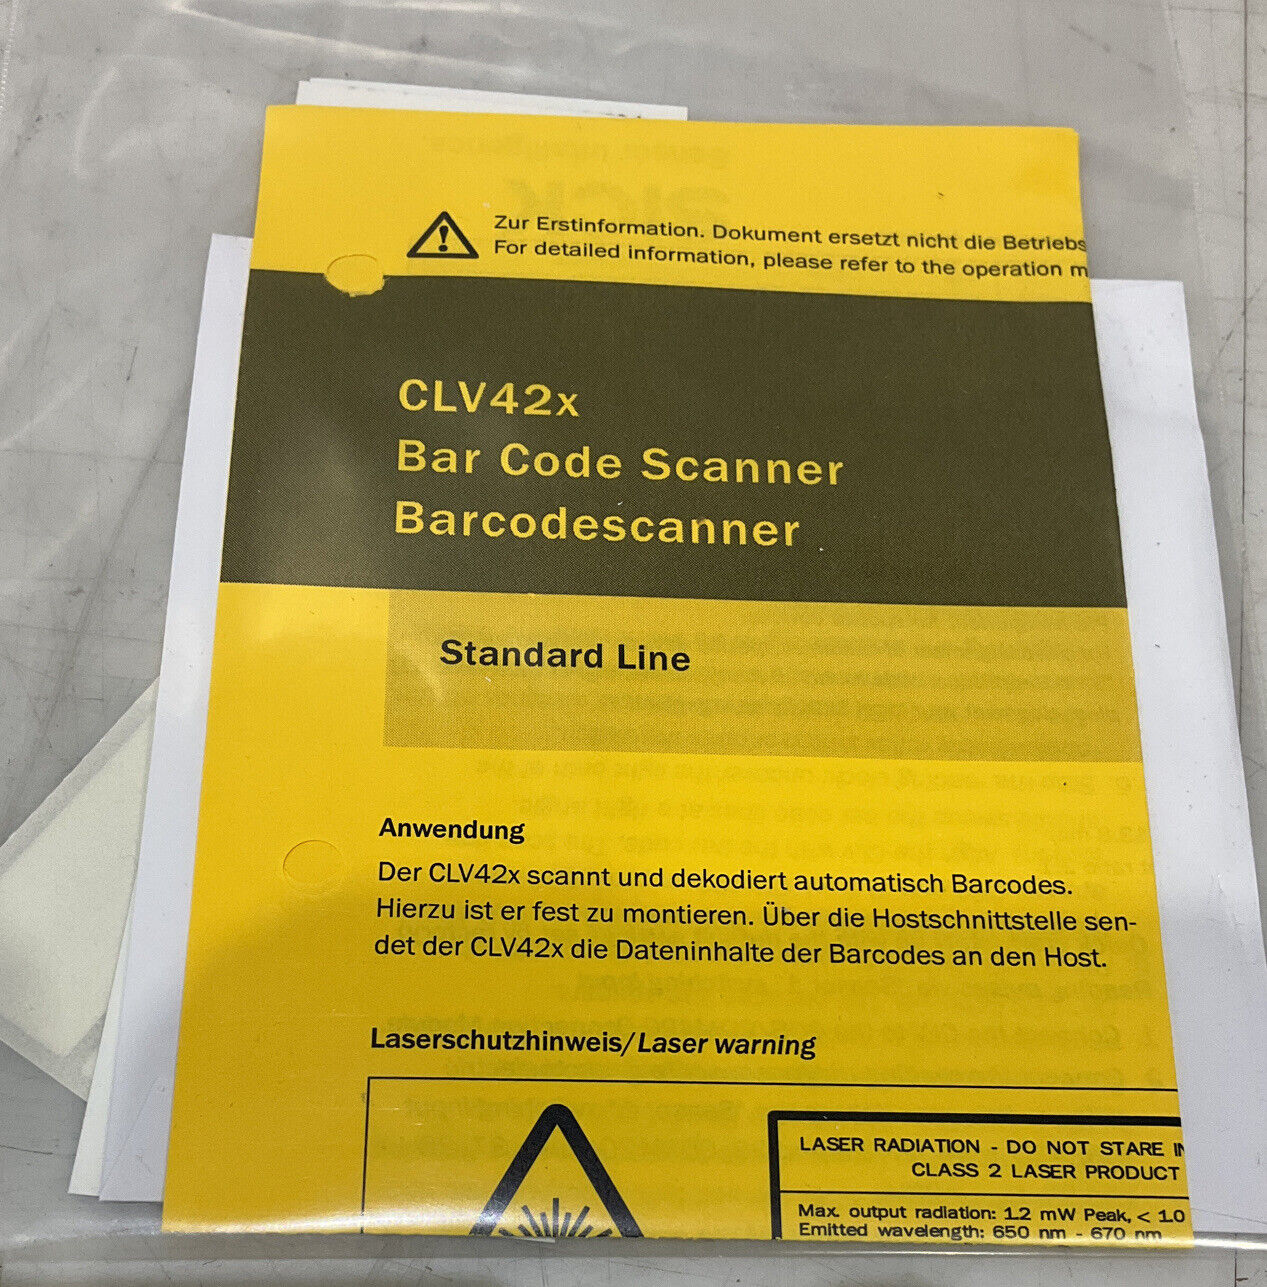 Zur Erstinformation. Dokument ersetzt nicht die Betriebs
For detailed information, please refer to the operation m
CLV42x
Bar Code Scanner
Barcodescanner
Standard Line
Anwendung
Der CLV42x scannt und dekodiert automatisch Barcodes.
Hierzu ist er fest zu montieren. Über die Hostschnittstelle sen-
det der CLV42x die Dateninhalte der Barcodes an den Host.
Laserschutzhinweis/Laser warning
LASER RADIATION - DO NOT STARE IN
CLASS 2 LASER PRODUCT
Max. output radiation: 1.2 mW Peak, < 1.0
Emitted wavelength: 650 nm - 670 nm